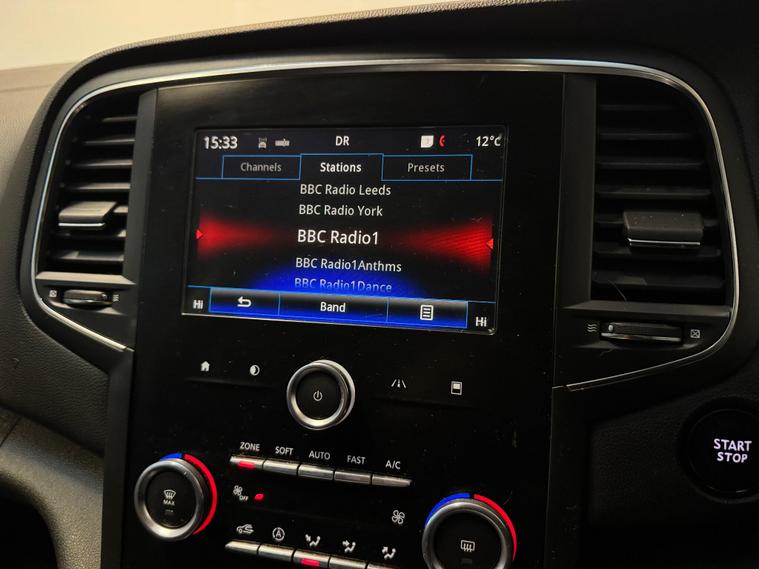 15:33 DR 12°C
Channels Stations Presets
BBC Radio Leeds
BBC Radio York
BBC Radio1
BBC Radio1Anthms
BBC Radio1Dance
Hi Band Hi
ZONE SOFT AUTO FAST A/C
START
STOP
MAX
OFF